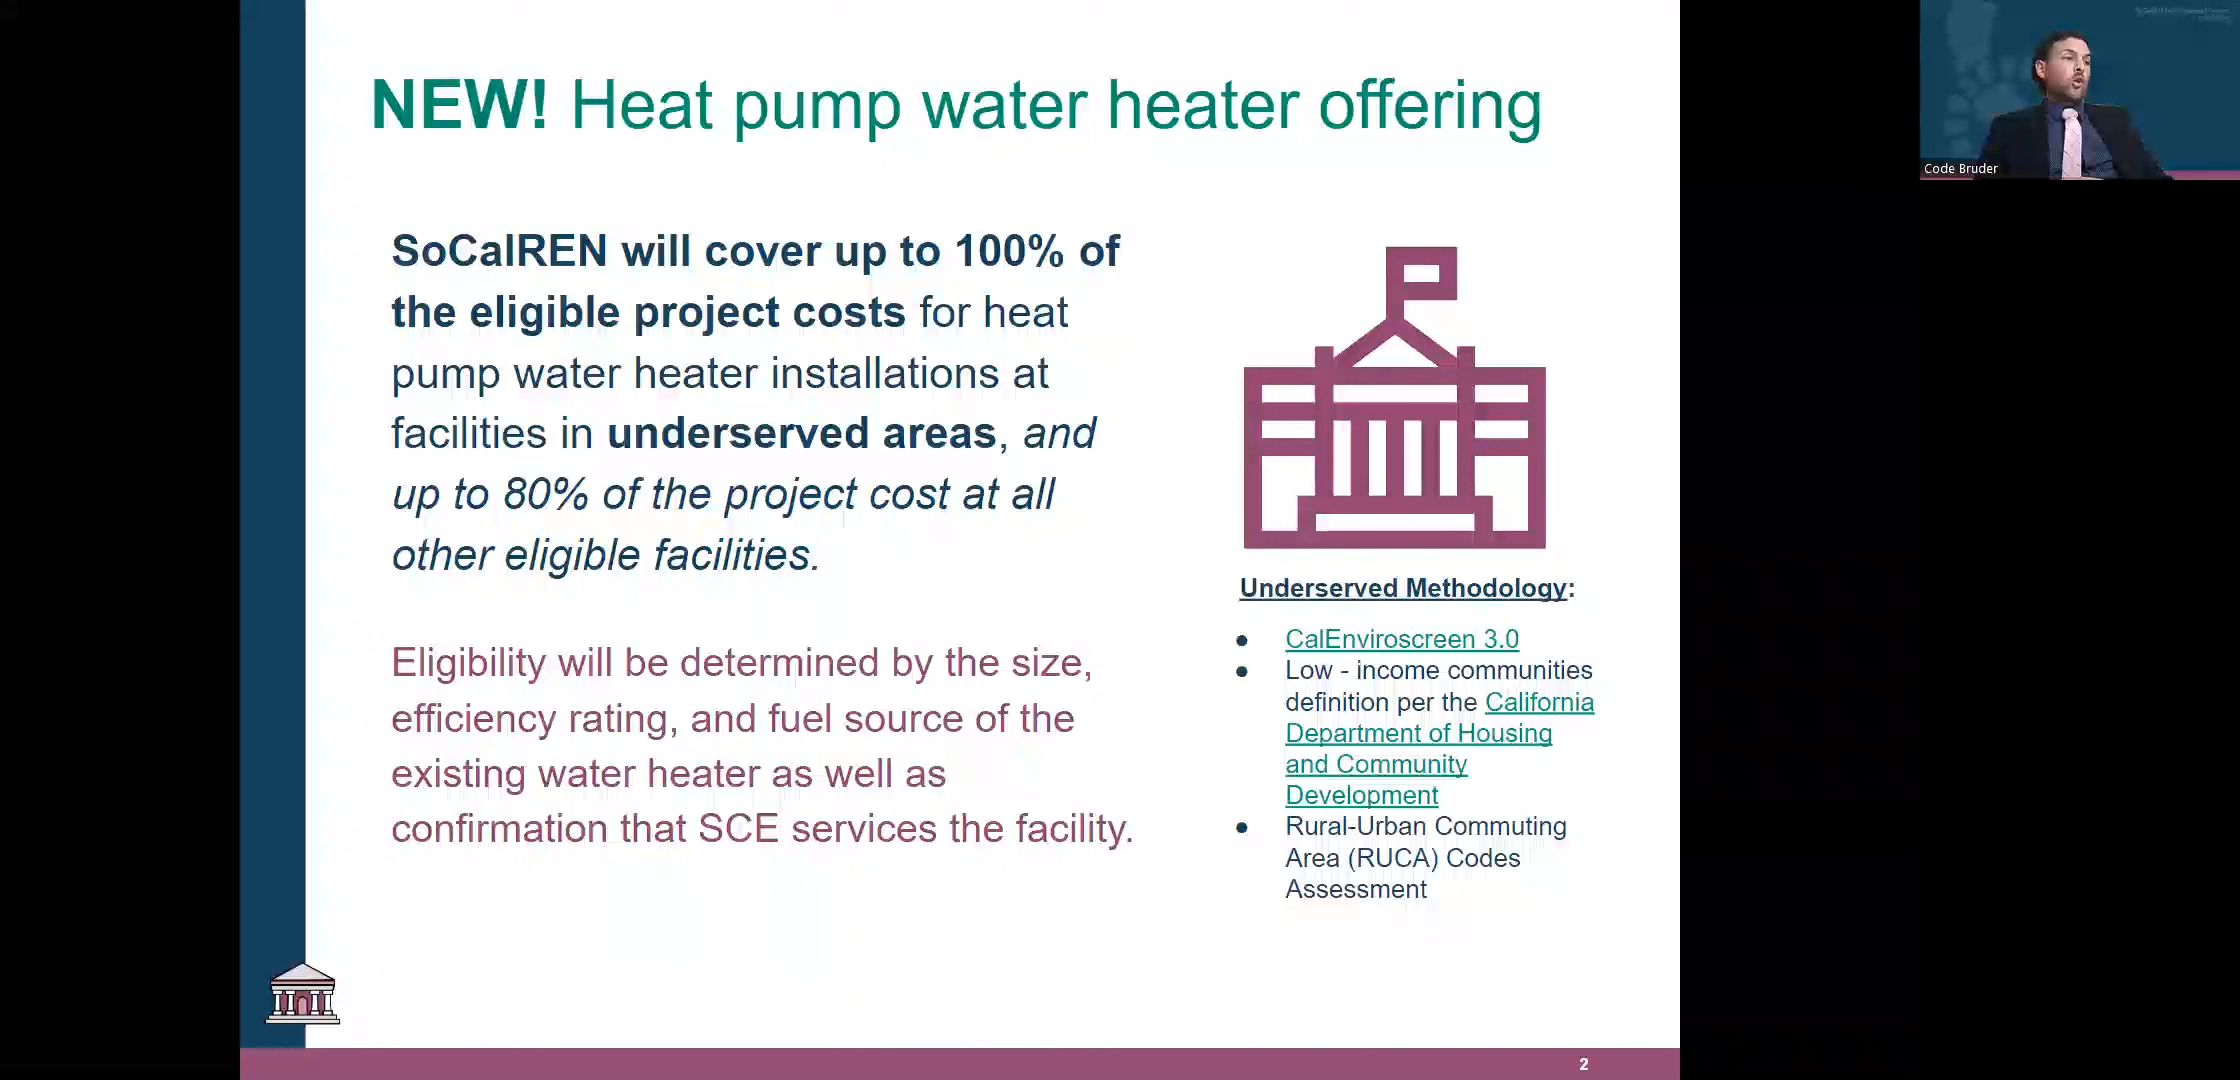 NEW! Heat pump water heater offering
SoCalREN will cover up to 100% of
the eligible project costs for heat
pump water heater installations at
facilities in underserved areas, and
up to 80% of the project cost at all
other eligible facilities.
Eligibility will be determined by the size,
efficiency rating, and fuel source of the
existing water heater as well as
confirmation that SCE services the facility.
Underserved Methodology:
● CalEnviroscreen 3.0
● Low - income communities
definition per the California
Department of Housing
and Community
Development
● Rural-Urban Commuting
Area (RUCA) Codes
Assessment
2
Code Bruder